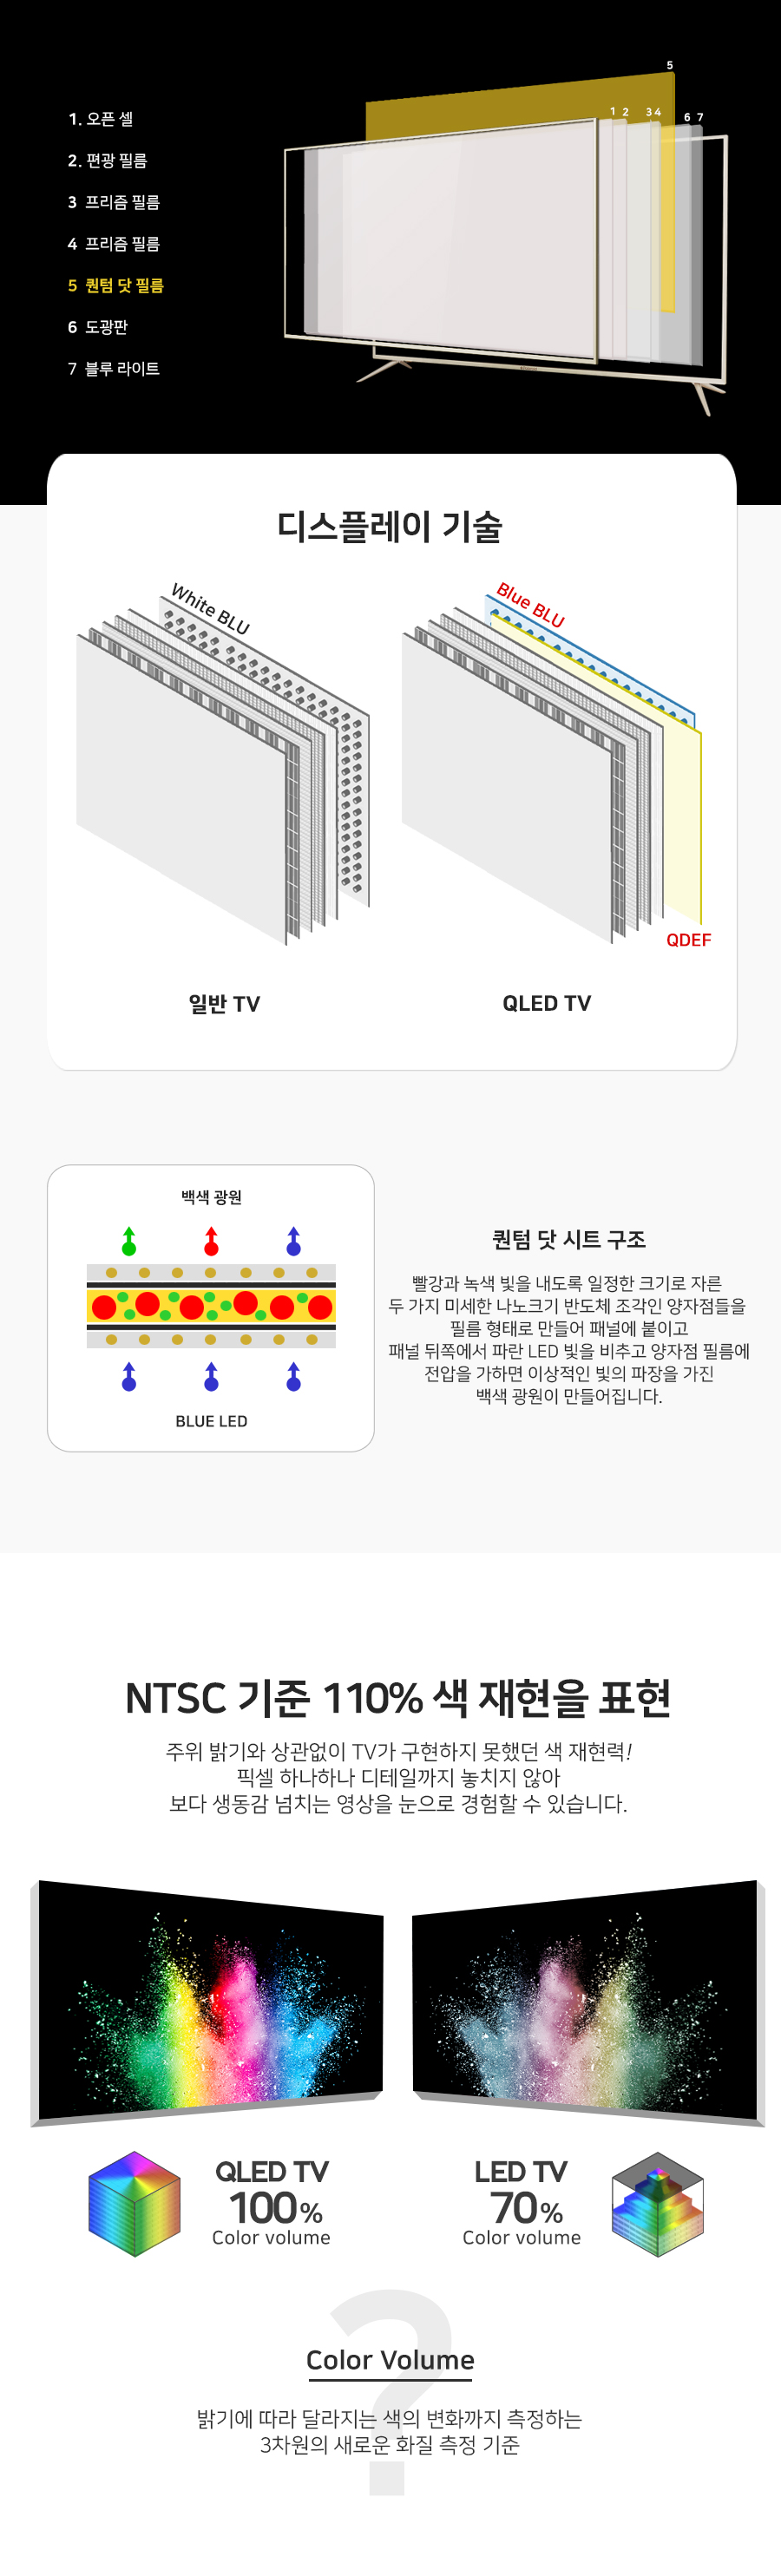 1. 오픈 셀
2. 편광 필름
3 프리즘 필름
4 프리즘 필름
5 퀀텀 닷 필름
6 도광판
7 블루 라이트
5
1 2 3 4 6 7
디스플레이 기술
White BLU
Blue BLU
QDEF
일반 TV
QLED TV
백색 광원
BLUE LED
퀀텀 닷 시트 구조
빨강과 녹색 빛을 내도록 일정한 크기로 자른
두 가지 미세한 나노크기 반도체 조각인 양자점들을
필름 형태로 만들어 패널에 붙이고
패널 뒤쪽에서 파란 LED 빛을 비추고 양자점 필름에
전압을 가하면 이상적인 빛의 파장을 가진
백색 광원이 만들어집니다.
NTSC 기준 110% 색 재현을 표현
주위 밝기와 상관없이 TV가 구현하지 못했던 색 재현력!
픽셀 하나하나 디테일까지 놓치지 않아
보다 생동감 넘치는 영상을 눈으로 경험할 수 있습니다.
QLED TV
100%
Color volume
LED TV
70%
Color volume
?
Color Volume
밝기에 따라 달라지는 색의 변화까지 측정하는
3차원의 새로운 화질 측정 기준